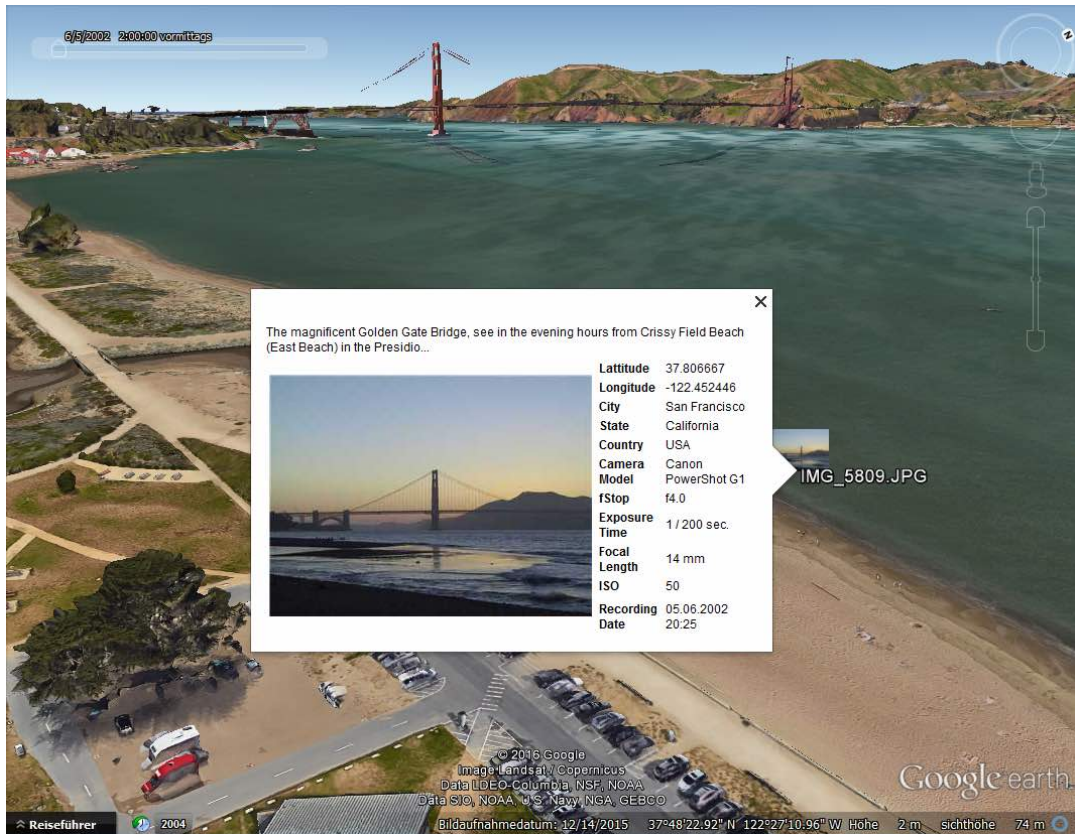 6/5/2002 2:00:00 vormittags
N
The magnificent Golden Gate Bridge, see in the evening hours from Crissy Field Beach
(East Beach) in the Presidio...
Lattitude 37.806667
Longitude -122.452446
City San Francisco
State California
Country USA
Camera Model Canon PowerShot G1
fStop f4.0
Exposure Time 1 / 200 sec.
Focal Length 14 mm
ISO 50
Recording Date 05.06.2002 20:25
IMG_5809.JPG
© 2016 Google
Image Landsat / Copernicus
Data LDEO-Columbia, NSF, NOAA
Data SIO, NOAA, U.S. Navy, NGA, GEBCO
Google earth
Reiseführer 2004 Bildaufnahmedatum: 12/14/2015 37°48'22.92" N 122°27'10.96" W Höhe 2 m sichthöhe 74 m